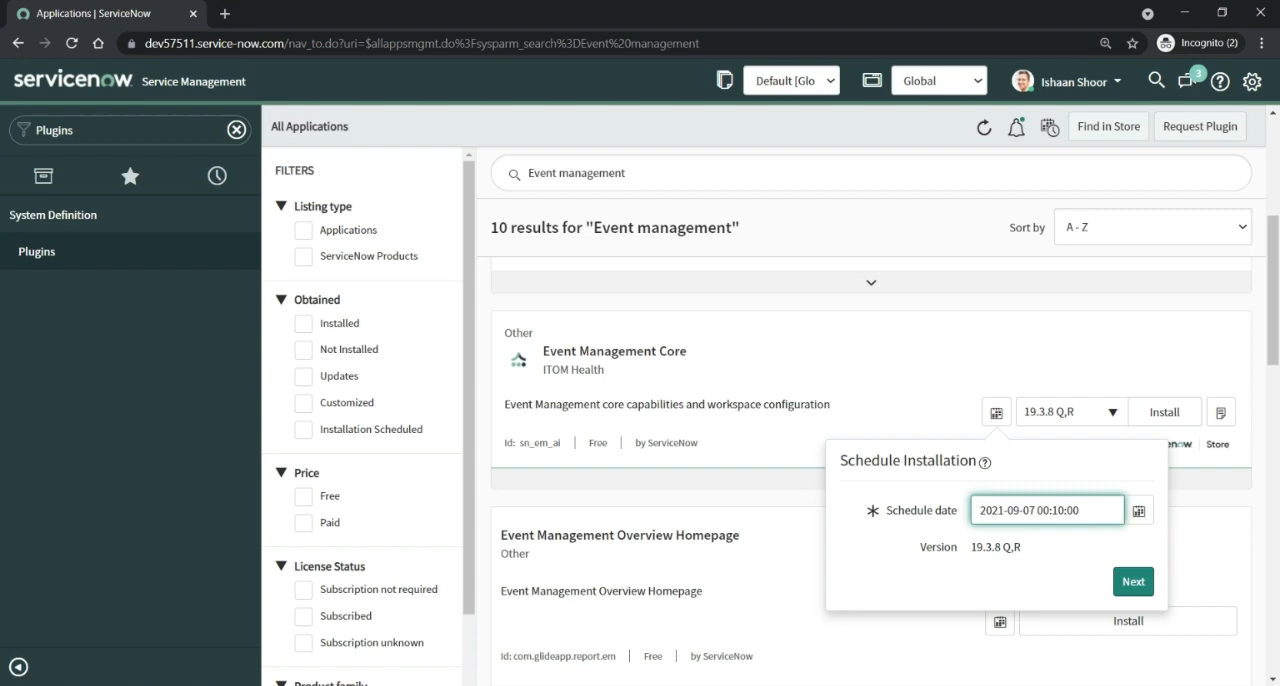 Applications | ServiceNow
dev57511.service-now.com/nav_to.do?uri=$allappsmgmt.do%3Fsysparm_search%3DEvent%20management
Incognito (2)
servicenow Service Management
Default [Glo
Global
Ishaan Shoor
3
Plugins
System Definition
Plugins
All Applications
Find in Store
Request Plugin
FILTERS
Listing type
Applications
ServiceNow Products
Obtained
Installed
Not Installed
Updates
Customized
Installation Scheduled
Price
Free
Paid
License Status
Subscription not required
Subscribed
Subscription unknown
Product family
Event management
10 results for "Event management"
Sort by
A - Z
Other
Event Management Core
ITOM Health
Event Management core capabilities and workspace configuration
19.3.8 Q,R
Install
Id: sn_em_ai | Free | by ServiceNow
Store
Schedule Installation
Schedule date
2021-09-07 00:10:00
Version
19.3.8 Q,R
Next
Event Management Overview Homepage
Other
Event Management Overview Homepage
Install
Id: com.glideapp.report.em | Free | by ServiceNow